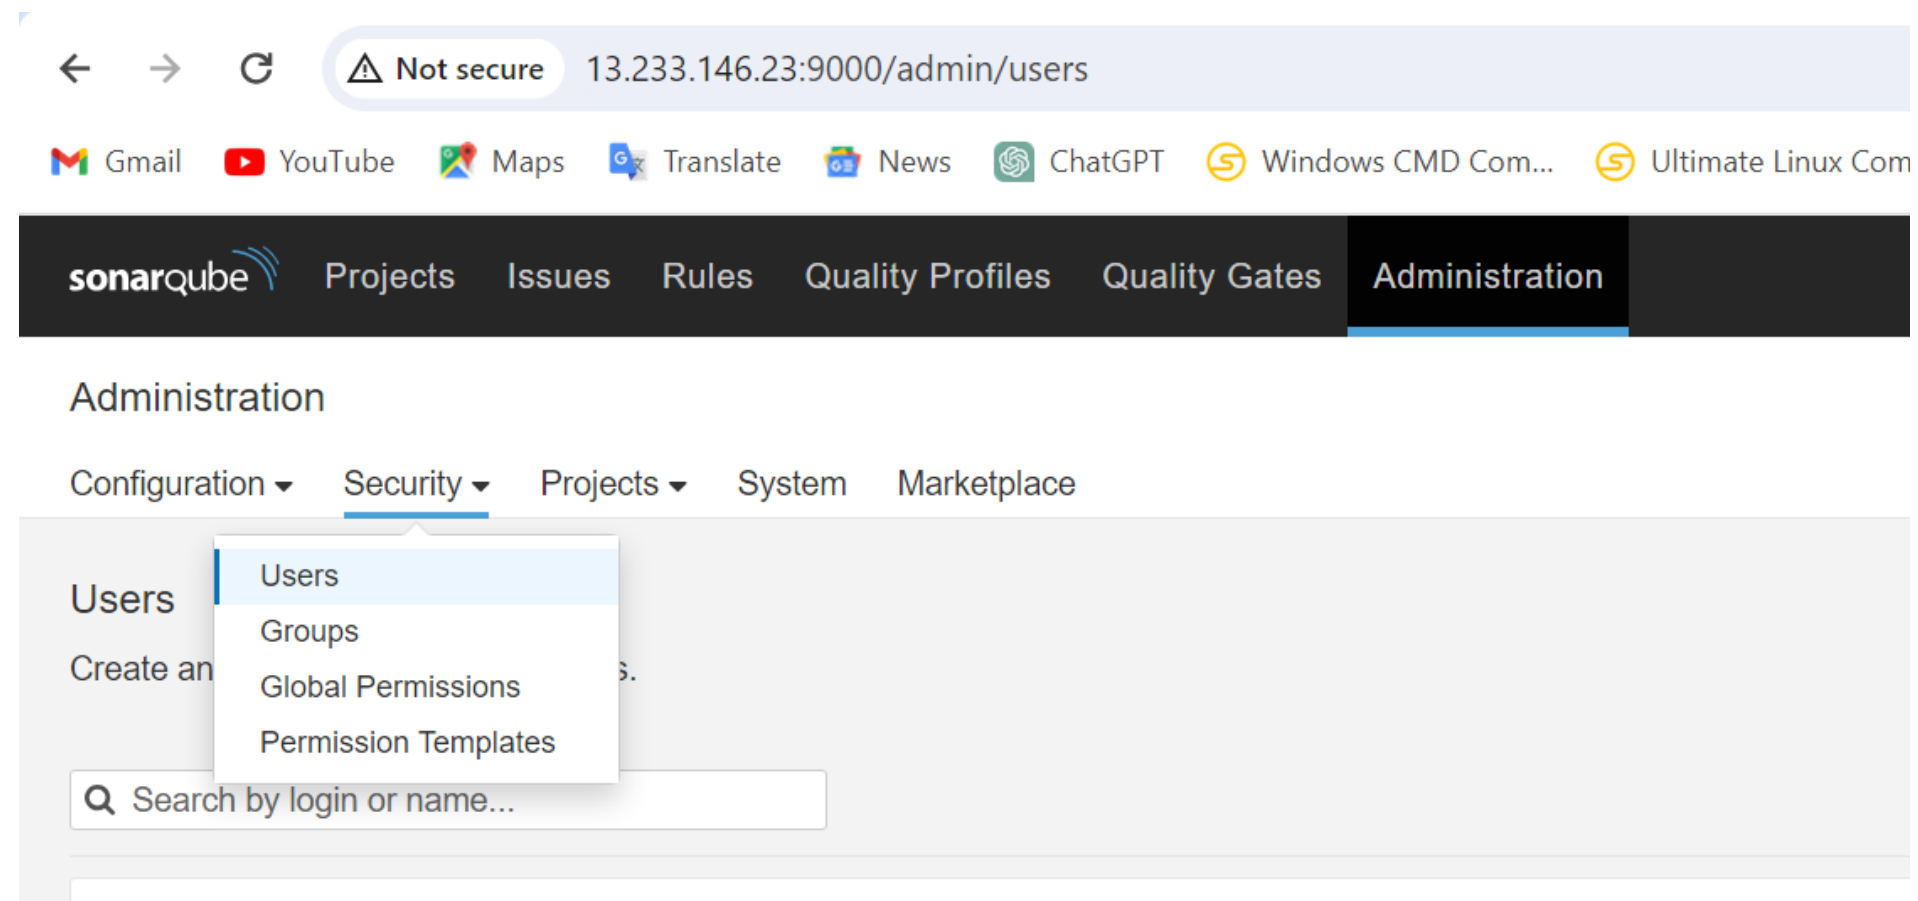 Not secure 13.233.146.23:9000/admin/users
Gmail YouTube Maps Translate News ChatGPT Windows CMD Com... Ultimate Linux Com
sonarqube Projects Issues Rules Quality Profiles Quality Gates Administration
Administration
Configuration Security Projects System Marketplace
Users
Users
Groups
Create an s.
Global Permissions
Permission Templates
Search by login or name...